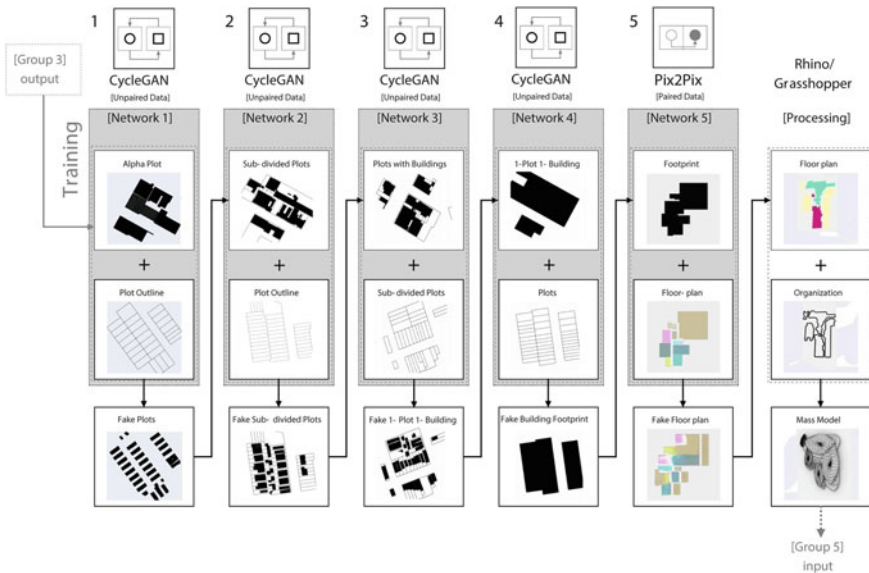 1
2
3
4
5
[Group 3]
output
CycleGAN
[Unpaired Data]
CycleGAN
[Unpaired Data]
CycleGAN
[Unpaired Data]
CycleGAN
[Unpaired Data]
Pix2Pix
[Paired Data]
Rhino/
Grasshopper
Training
[Network 1]
[Network 2]
[Network 3]
[Network 4]
[Network 5]
[Processing]
Alpha Plot
Sub- divided Plots
Plots with Buildings
1-Plot 1- Building
Footprint
Floor plan
+
+
+
+
+
+
Plot Outline
Plot Outline
Sub- divided Plots
Plots
Floor- plan
Organization
Fake Plots
Fake Sub- divided Plots
Fake 1- Plot 1- Building
Fake Building Footprint
Fake Floor plan
Mass Model
[Group 5]
input